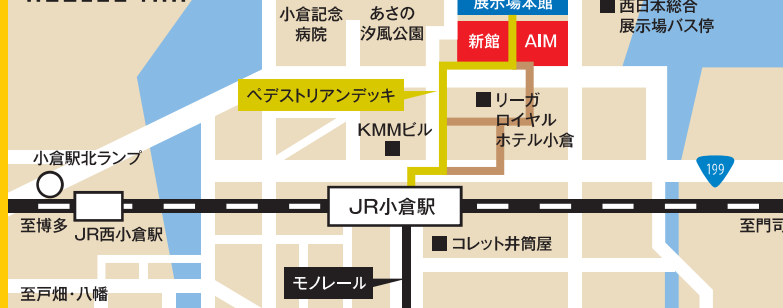 展示場本館
西日本総合
展示場バス停
小倉記念
病院
あさの
汐風公園
新館
AIM
ペデストリアンデッキ
リーガ
ロイヤル
ホテル小倉
KMMビル
小倉駅北ランプ
199
JR小倉駅
至博多
JR西小倉駅
至門司
コレット井筒屋
モノレール
至戸畑・八幡